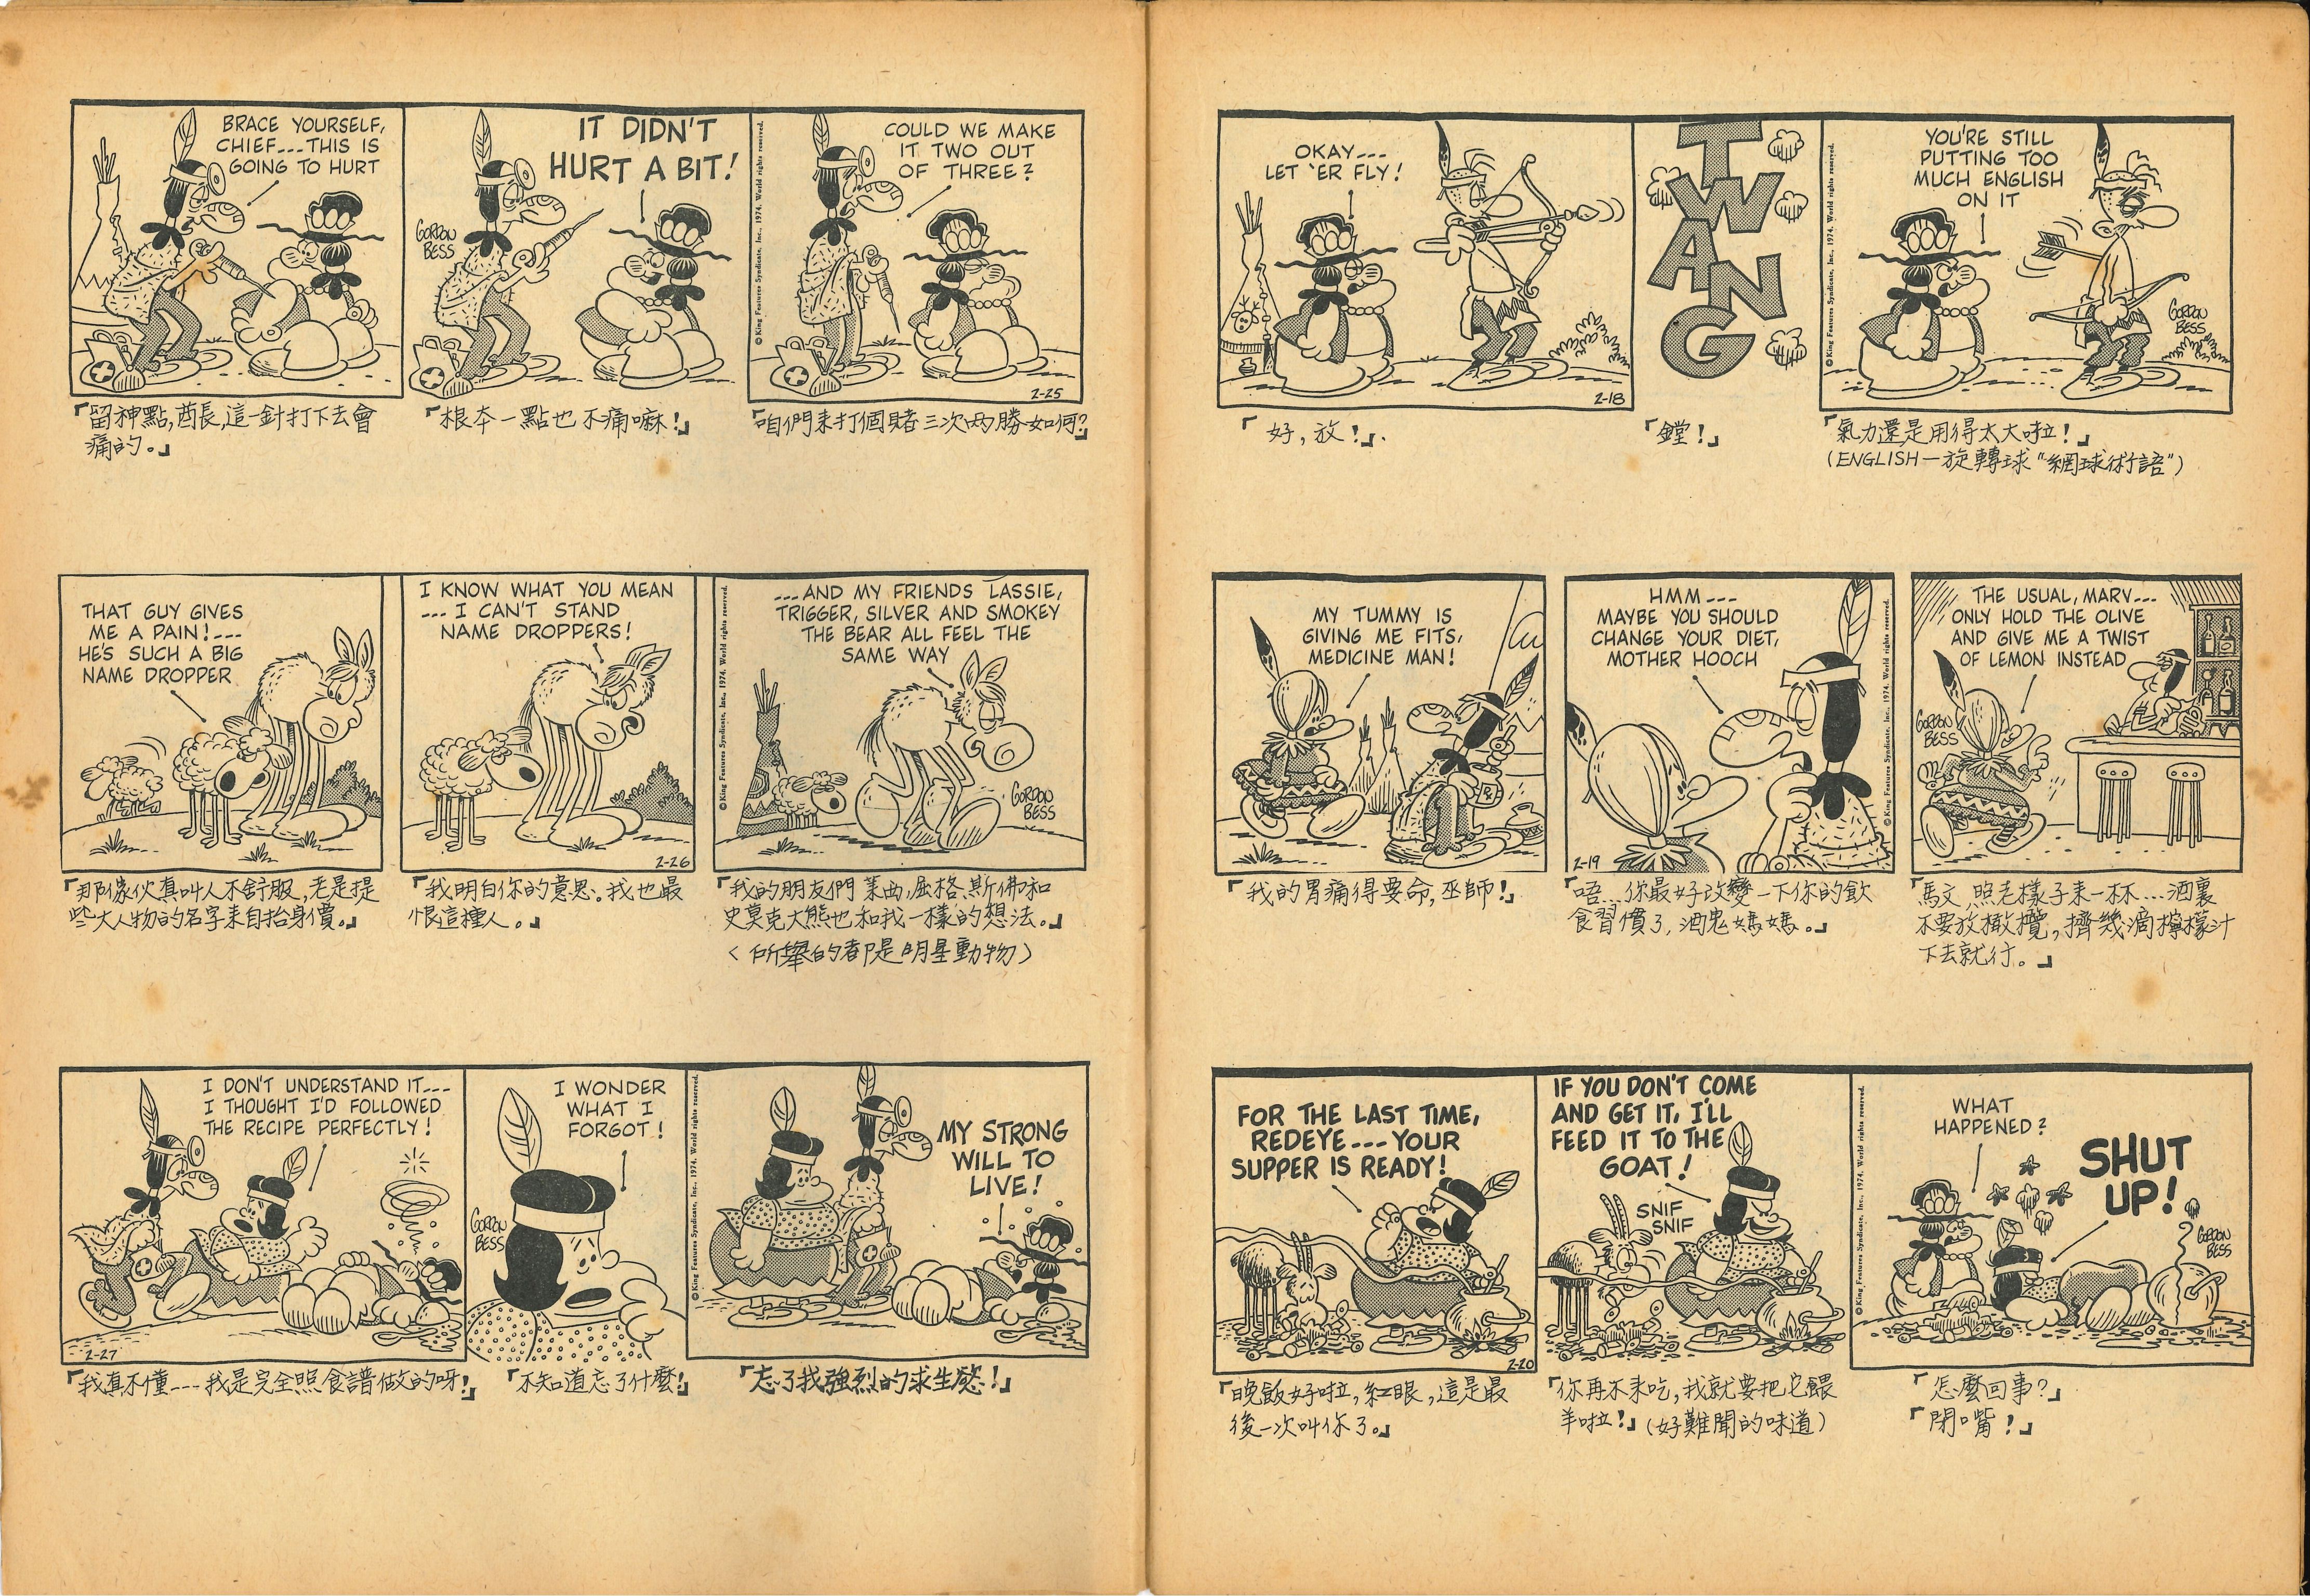 BRACE YOURSELF,
CHIEF---THIS IS
GOING TO HURT
GORDON
BESS
IT DIDN'T
HURT A BIT!
© King Features Syndicate, Inc., 1974. World rights reserved.
COULD WE MAKE
IT TWO OUT
OF THREE?
2-25
「留神點,酋長,這一針打下去會
痛的。」
「根本一點也不痛嘛!」
「咱們來打個賭三次兩勝如何?」
THAT GUY GIVES
ME A PAIN!---
HE'S SUCH A BIG
NAME DROPPER
I KNOW WHAT YOU MEAN
---I CAN'T STAND
NAME DROPPERS!
2-26
© King Features Syndicate, Inc., 1974. World rights reserved.
---AND MY FRIENDS LASSIE,
TRIGGER, SILVER AND SMOKEY
THE BEAR ALL FEEL THE
SAME WAY
GORDON
BESS
「那傢伙真叫人不舒服,老是提
些大人物的名字來自抬身價。」
「我明白你的意思。我也最
恨這種人。」
「我的朋友們萊西,屈格,斯佛和
史莫克大熊也和我一樣的想法。」
(所舉的都是明星動物)
I DON'T UNDERSTAND IT---
I THOUGHT I'D FOLLOWED
THE RECIPE PERFECTLY!
2-27
I WONDER
WHAT I
FORGOT!
GORDON
BESS
© King Features Syndicate, Inc., 1974. World rights reserved.
MY STRONG
WILL TO
LIVE!
「我真不懂---我是完全照食譜做的呀!」
「不知道忘了什麼!」
「忘了我強烈的求生慾!」
OKAY---
LET 'ER FLY!
2-18
TWANG
© King Features Syndicate, Inc., 1974. World rights reserved.
YOU'RE STILL
PUTTING TOO
MUCH ENGLISH
ON IT
GORDON
BESS
「好,放!」.
「鏜!」
「氣力還是用得太大啦!」
(ENGLISH—旋轉球"網球術語")
MY TUMMY IS
GIVING ME FITS,
MEDICINE MAN!
HMM---
MAYBE YOU SHOULD
CHANGE YOUR DIET,
MOTHER HOOCH
2-19
© King Features Syndicate, Inc., 1974. World rights reserved.
THE USUAL, MARV---
ONLY HOLD THE OLIVE
AND GIVE ME A TWIST
OF LEMON INSTEAD
GORDON
BESS
「我的胃痛得要命,巫師!」
「唔...你最好改變一下你的飲
食習慣了,酒鬼媽媽。」
「馬文,照老樣子來一杯...酒裏
不要放橄欖,擠幾滴檸檬汁
下去就行。」
FOR THE LAST TIME,
REDEYE---YOUR
SUPPER IS READY!
2-20
IF YOU DON'T COME
AND GET IT, I'LL
FEED IT TO THE
GOAT!
SNIF
SNIF
© King Features Syndicate, Inc., 1974. World rights reserved.
WHAT
HAPPENED?
SHUT
UP!
GORDON
BESS
「晚飯好啦,紅眼,這是最
後一次叫你了。」
「你再不來吃,我就要把它餵
羊啦!」(好難聞的味道)
「怎麼回事?」
「閉嘴!」